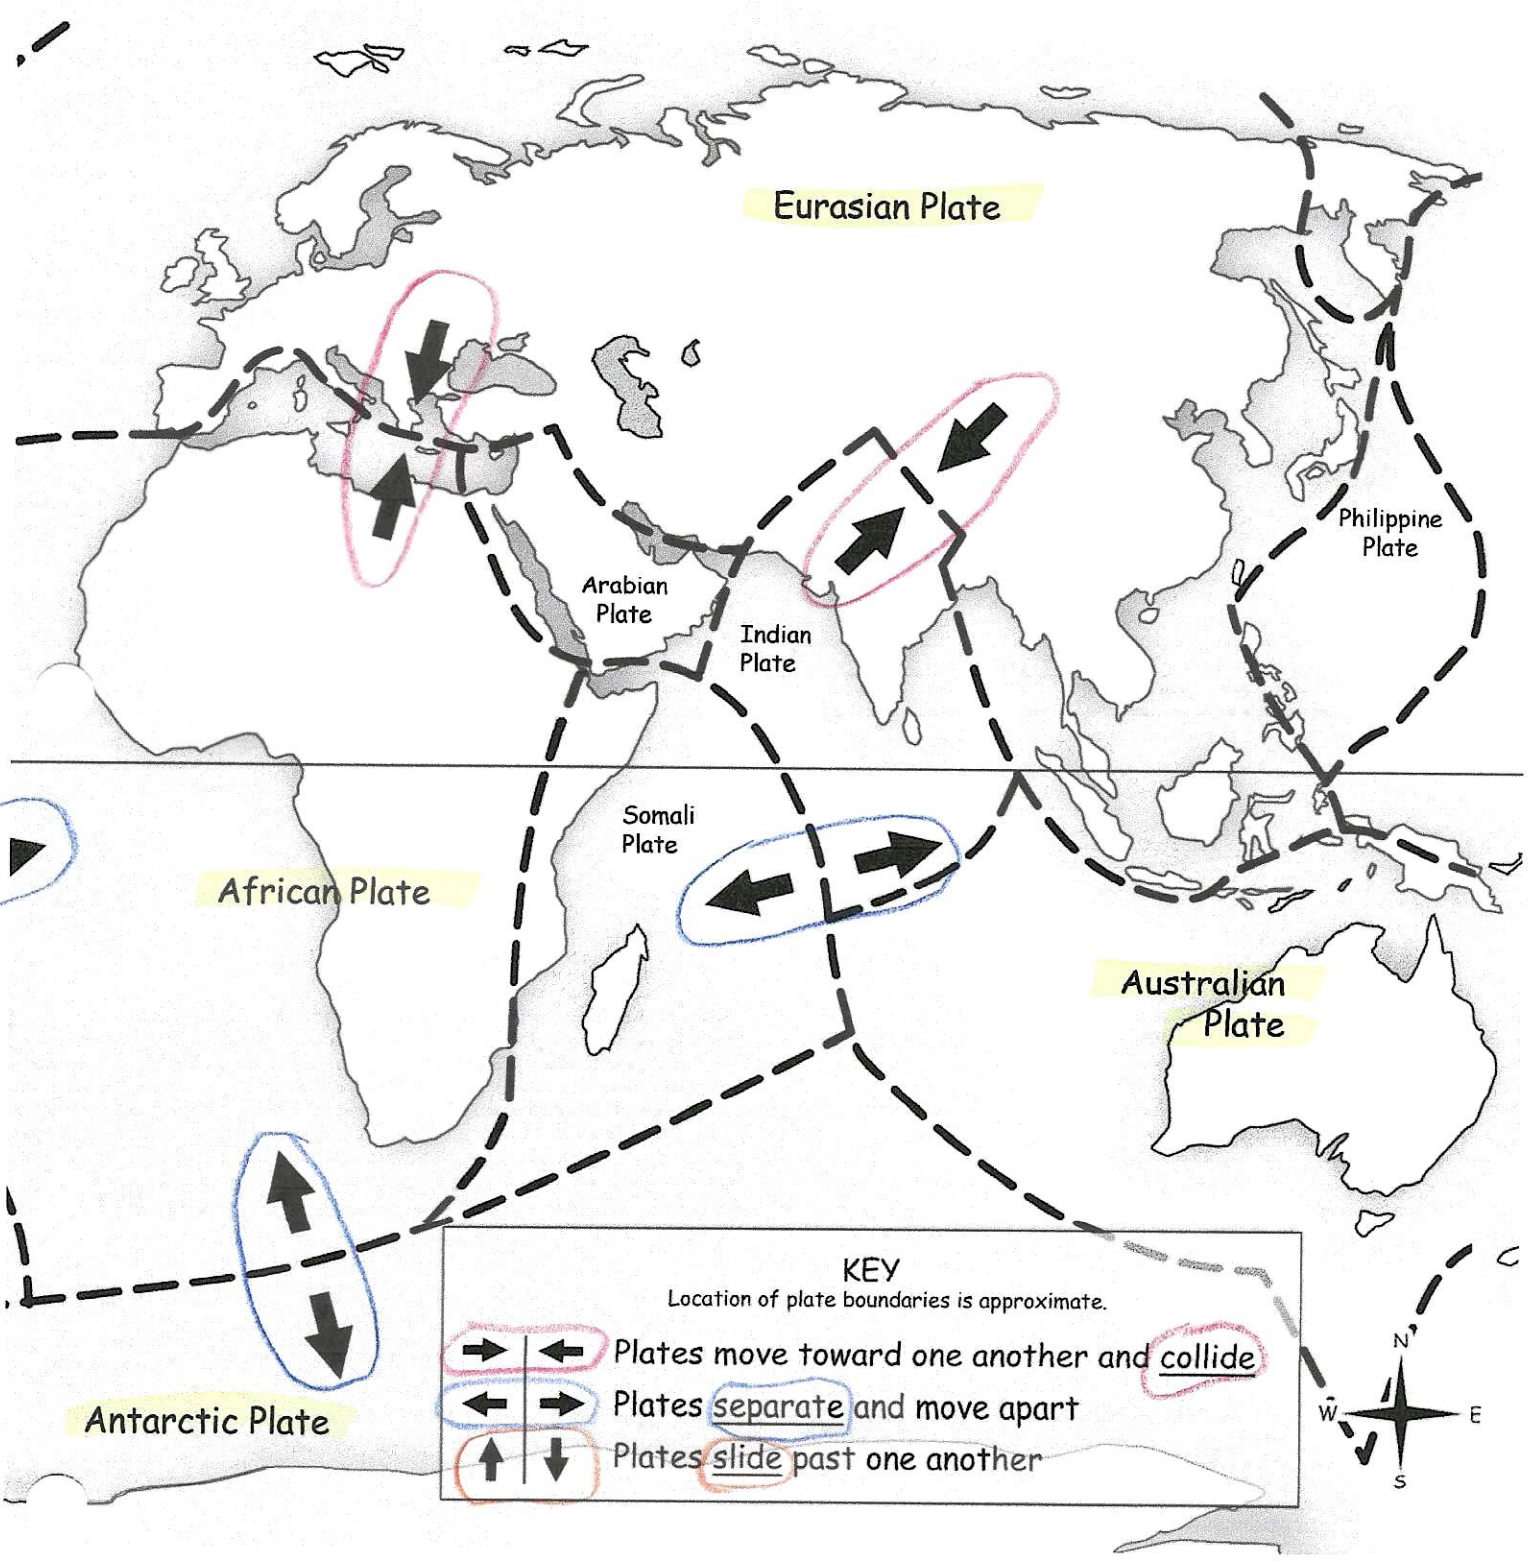 Eurasian Plate
Philippine
Plate
Arabian
Plate
Indian
Plate
Somali
Plate
African Plate
Australian
Plate
Antarctic Plate
KEY
Location of plate boundaries is approximate.
Plates move toward one another and collide
Plates separate and move apart
Plates slide past one another
N
W
E
S